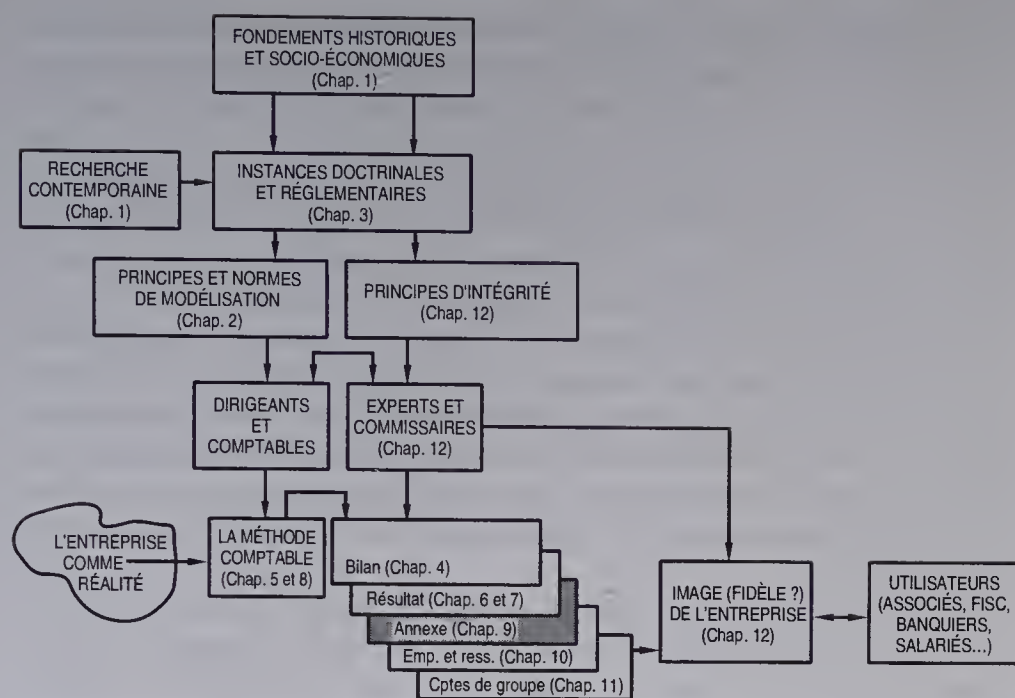 FONDEMENTS HISTORIQUES
ET SOCIO-ÉCONOMIQUES
(Chap. 1)
RECHERCHE
CONTEMPORAINE
(Chap. 1)
INSTANCES DOCTRINALES
ET RÉGLEMENTAIRES
(Chap. 3)
PRINCIPES ET NORMES
DE MODÉLISATION
(Chap. 2)
PRINCIPES D'INTÉGRITÉ
(Chap. 12)
DIRIGEANTS
ET
COMPTABLES
EXPERTS ET
COMMISSAIRES
(Chap. 12)
L'ENTREPRISE
COMME
RÉALITÉ
LA MÉTHODE
COMPTABLE
(Chap. 5 et 8)
Bilan (Chap. 4)
Résultat (Chap. 6 et 7)
Annexe (Chap. 9)
Emp. et ress. (Chap. 10)
Cptes de groupe (Chap. 11)
IMAGE (FIDÈLE ?)
DE L'ENTREPRISE
(Chap. 12)
UTILISATEURS
(ASSOCIÉS, FISC,
BANQUIERS,
SALARIÉS...)